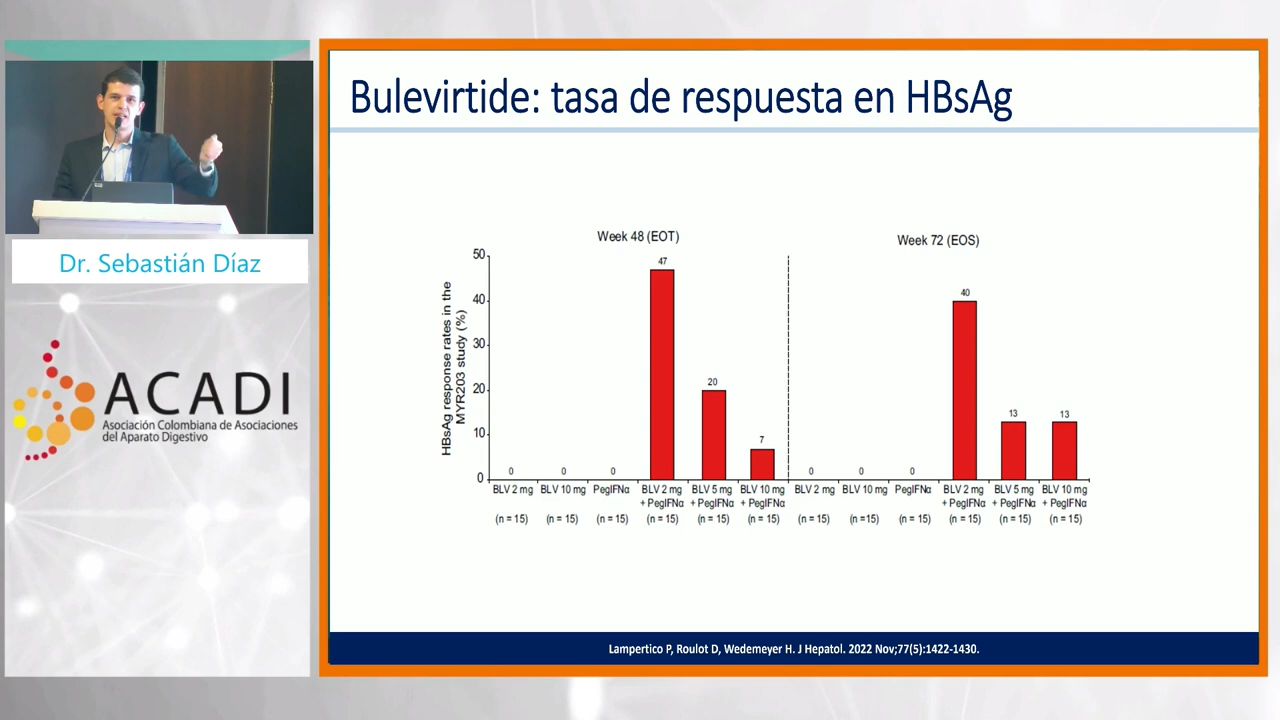 Bulevirtide: tasa de respuesta en HBsAg
Dr. Sebastián Díaz
ACADI
Asociación Colombiana de Asociaciones
del Aparato Digestivo
HBsAg response rates in the
MYR203 study (%)
50
40
30
20
10
0
Week 48 (EOT)
0 0 0 47 20 7
BLV 2 mg BLV 10 mg PegIFNα BLV 2 mg BLV 5 mg BLV 10 mg
+ PegIFNα + PegIFNα + PegIFNα
(n = 15) (n = 15) (n = 15) (n = 15) (n = 15) (n = 15)
Week 72 (EOS)
0 0 0 40 13 13
BLV 2 mg BLV 10 mg PegIFNα BLV 2 mg BLV 5 mg BLV 10 mg
+ PegIFNα + PegIFNα + PegIFNα
(n = 15) (n =15) (n = 15) (n = 15) (n = 15) (n = 15)
Lampertico P, Roulot D, Wedemeyer H. J Hepatol. 2022 Nov;77(5):1422-1430.